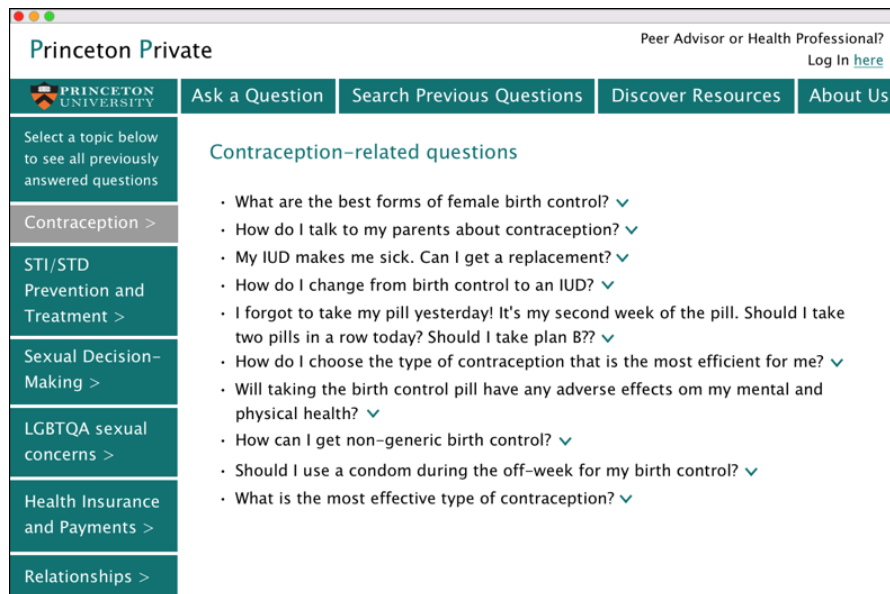 Princeton Private
Peer Advisor or Health Professional?
Log In here
PRINCETON
UNIVERSITY
Ask a Question
Search Previous Questions
Discover Resources
About Us
Select a topic below
to see all previously
answered questions
Contraception >
STI/STD
Prevention and
Treatment >
Sexual Decision-
Making >
LGBTQA sexual
concerns >
Health Insurance
and Payments >
Relationships >
Contraception-related questions
· What are the best forms of female birth control?
· How do I talk to my parents about contraception?
· My IUD makes me sick. Can I get a replacement?
· How do I change from birth control to an IUD?
· I forgot to take my pill yesterday! It's my second week of the pill. Should I take
two pills in a row today? Should I take plan B??
· How do I choose the type of contraception that is the most efficient for me?
· Will taking the birth control pill have any adverse effects om my mental and
physical health?
· How can I get non-generic birth control?
· Should I use a condom during the off-week for my birth control?
· What is the most effective type of contraception?